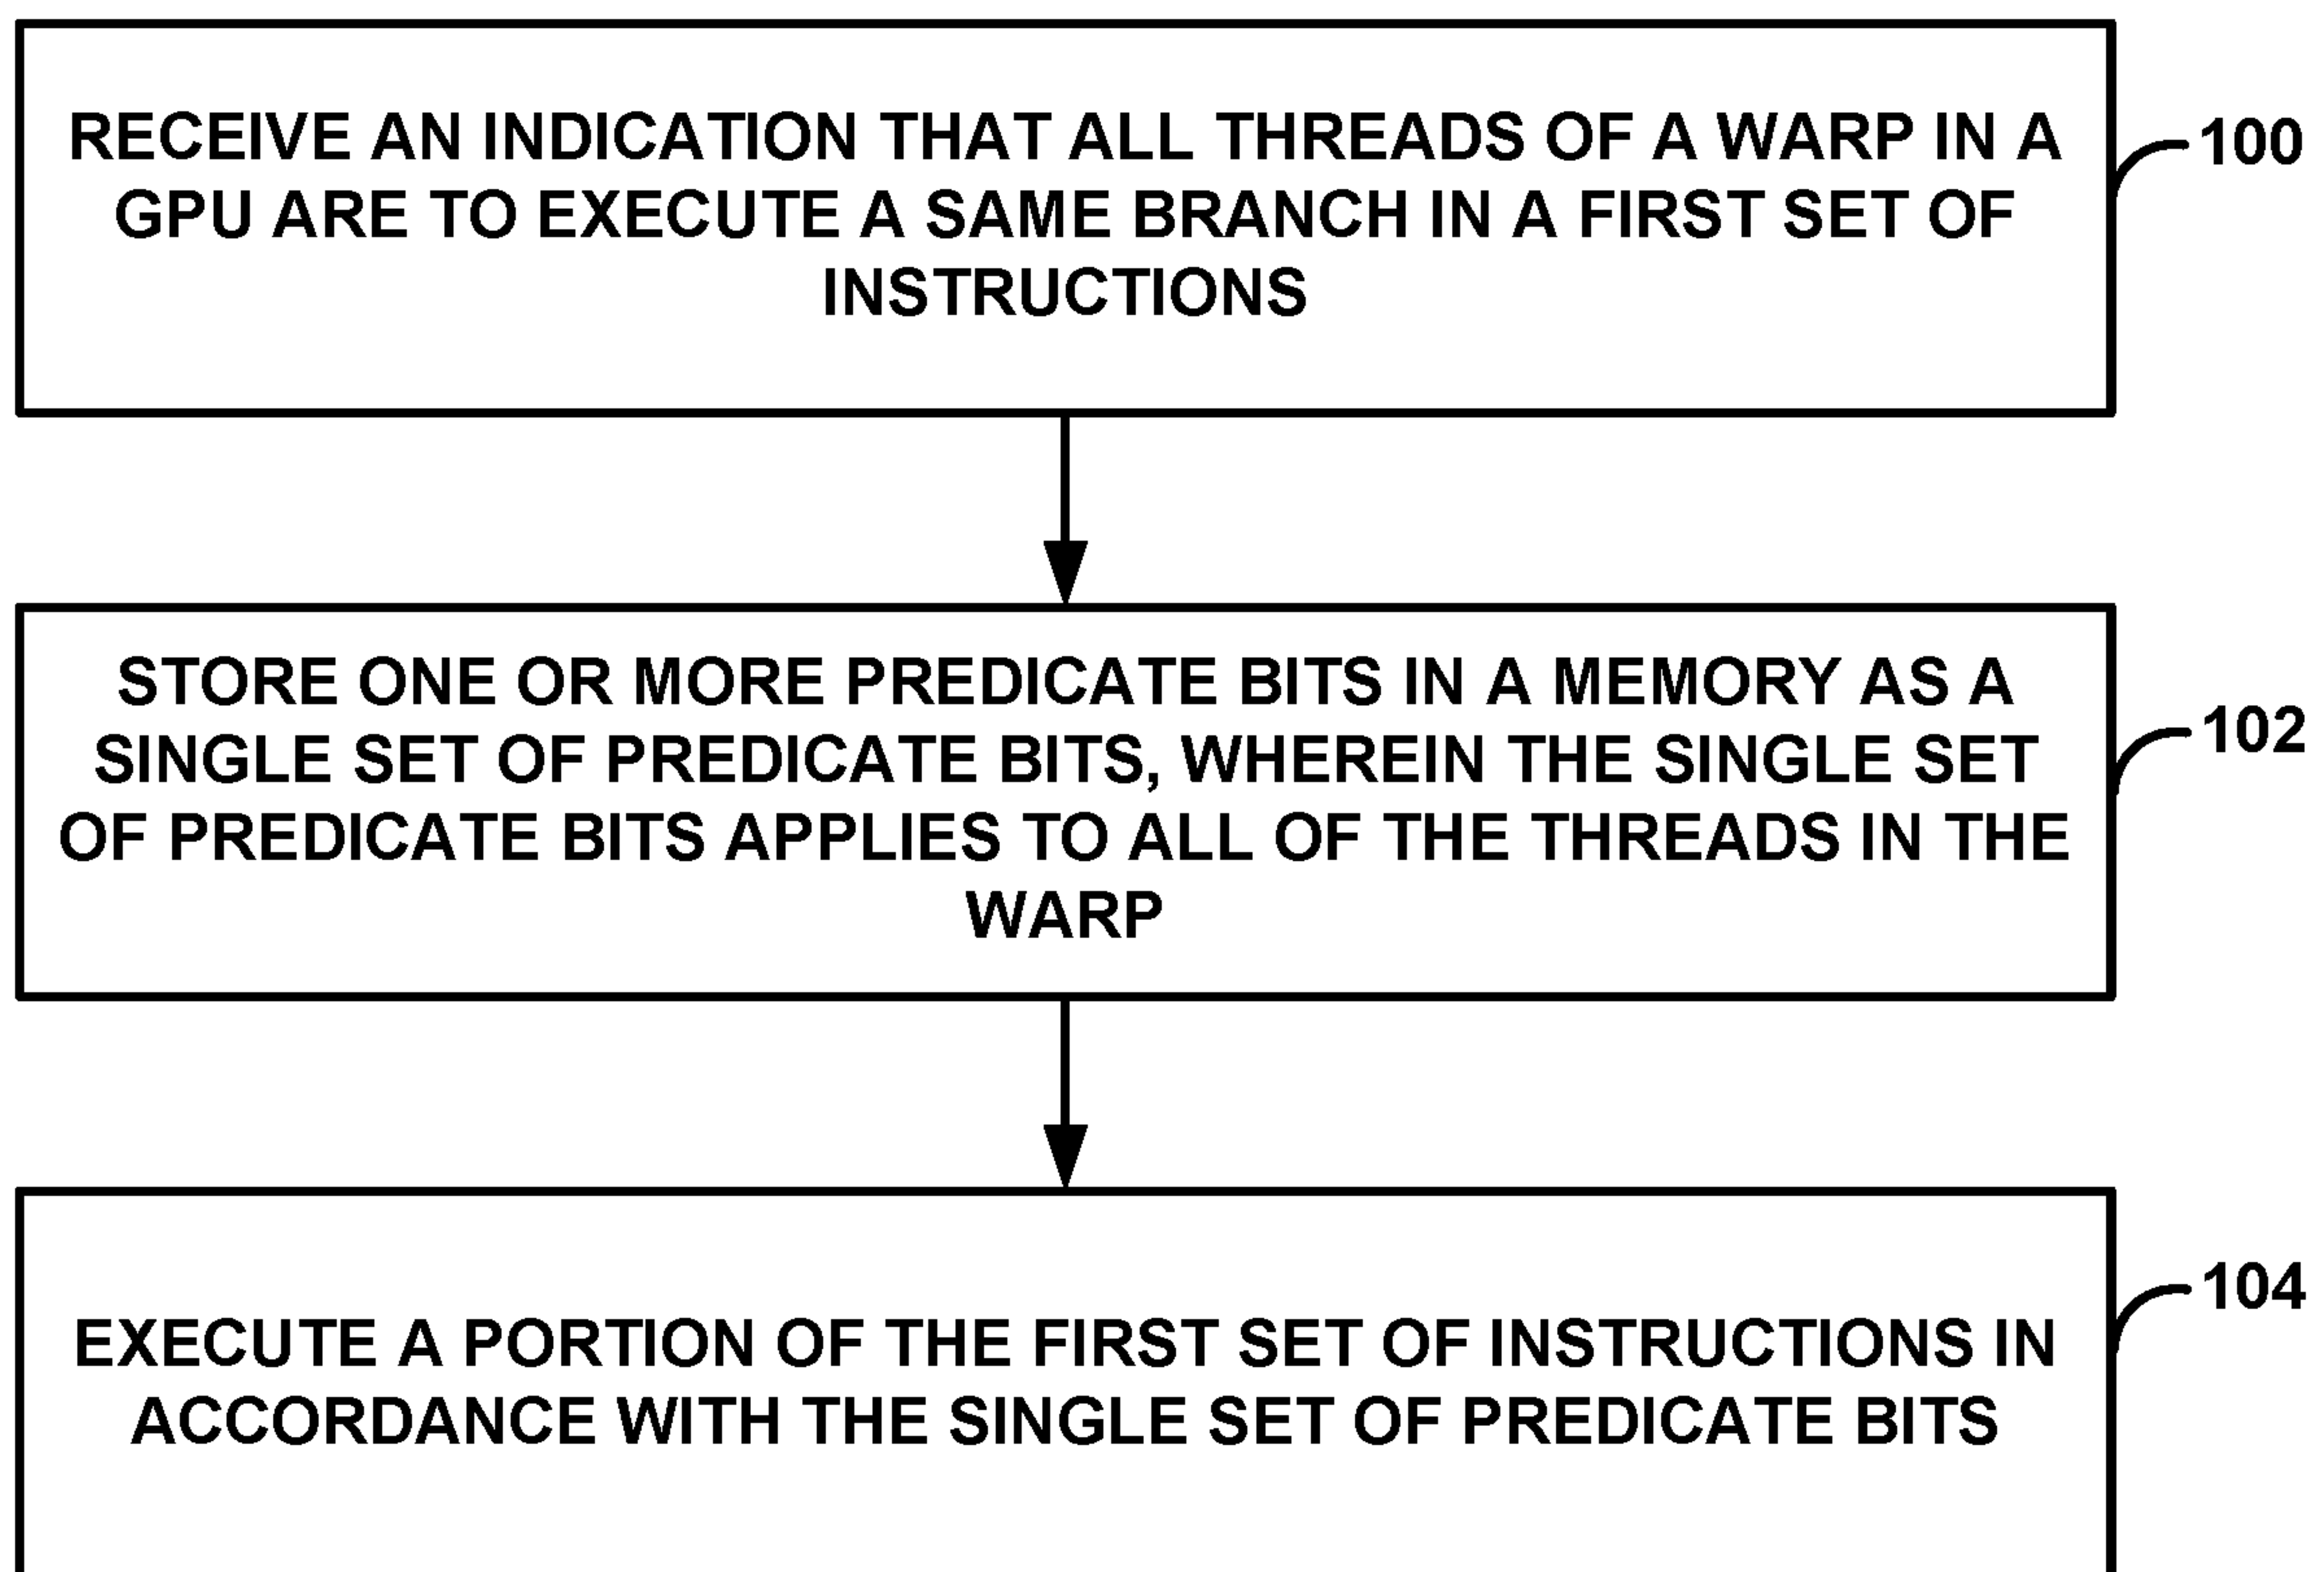 RECEIVE AN INDICATION THAT ALL THREADS OF A WARP IN A
GPU ARE TO EXECUTE A SAME BRANCH IN A FIRST SET OF
INSTRUCTIONS
100
STORE ONE OR MORE PREDICATE BITS IN A MEMORY AS A
SINGLE SET OF PREDICATE BITS, WHEREIN THE SINGLE SET
OF PREDICATE BITS APPLIES TO ALL OF THE THREADS IN THE
WARP
102
EXECUTE A PORTION OF THE FIRST SET OF INSTRUCTIONS IN
ACCORDANCE WITH THE SINGLE SET OF PREDICATE BITS
104